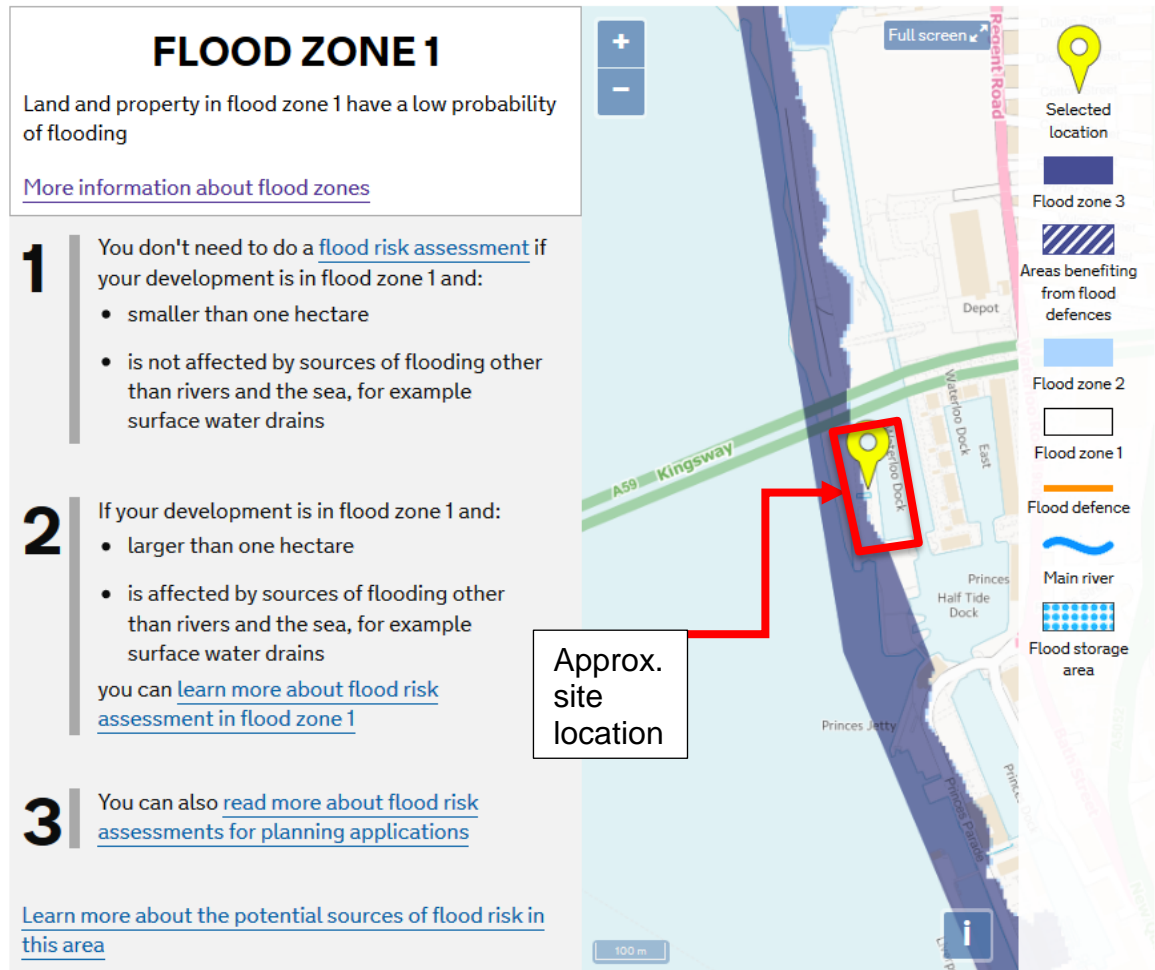 FLOOD ZONE 1
Land and property in flood zone 1 have a low probability
of flooding
More information about flood zones
1
You don't need to do a flood risk assessment if
your development is in flood zone 1 and:
• smaller than one hectare
• is not affected by sources of flooding other
than rivers and the sea, for example
surface water drains
2
If your development is in flood zone 1 and:
• larger than one hectare
• is affected by sources of flooding other
than rivers and the sea, for example
surface water drains
you can learn more about flood risk
assessment in flood zone 1
3
You can also read more about flood risk
assessments for planning applications
Learn more about the potential sources of flood risk in
this area
+
−
Full screen
Regent Road
Depot
A59 Kingsway
Waterloo Dock
Waterloo Dock
East
Princes
Half Tide
Dock
Approx.
site
location
Princes Jetty
Princes Parade
100 m
i
Selected
location
Flood zone 3
Areas benefiting
from flood
defences
Flood zone 2
Flood zone 1
Flood defence
Main river
Flood storage
area